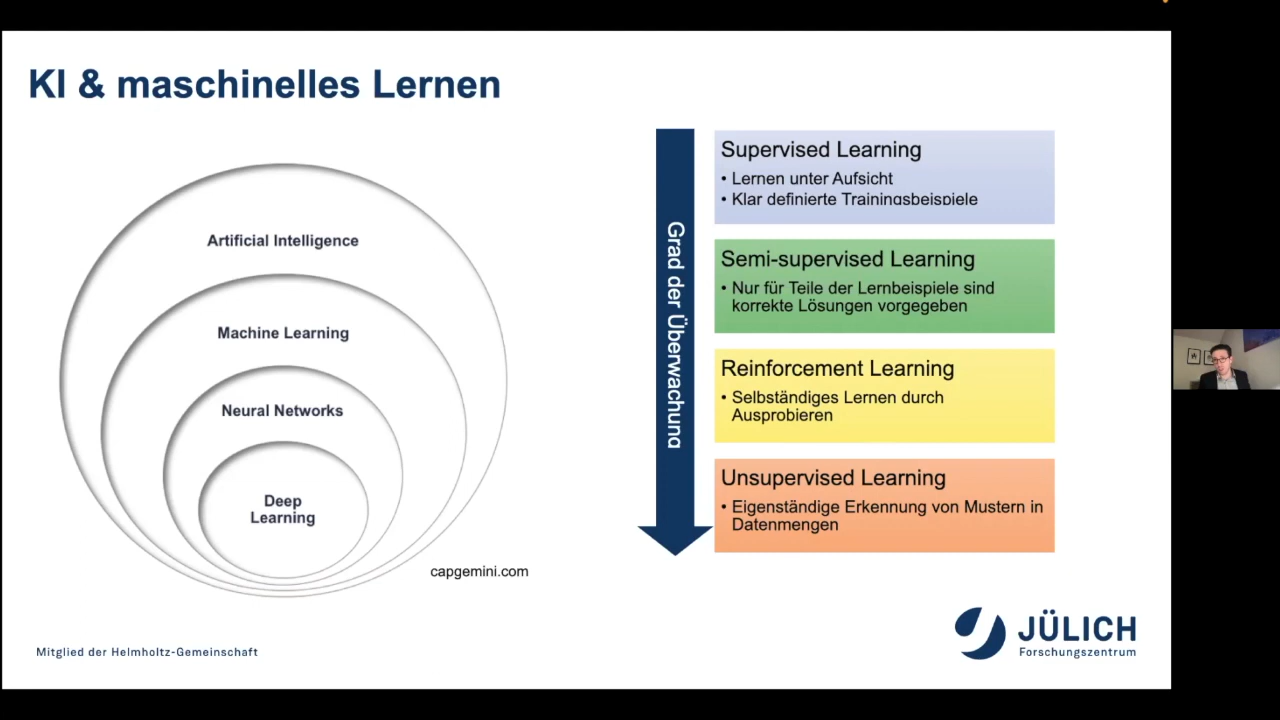 KI & maschinelles Lernen
Artificial Intelligence
Machine Learning
Neural Networks
Deep
Learning
capgemini.com
Grad der Überwachung
Supervised Learning
• Lernen unter Aufsicht
• Klar definierte Trainingsbeispiele
Semi-supervised Learning
• Nur für Teile der Lernbeispiele sind
korrekte Lösungen vorgegeben
Reinforcement Learning
• Selbständiges Lernen durch
Ausprobieren
Unsupervised Learning
• Eigenständige Erkennung von Mustern in
Datenmengen
Mitglied der Helmholtz-Gemeinschaft
JÜLICH
Forschungszentrum